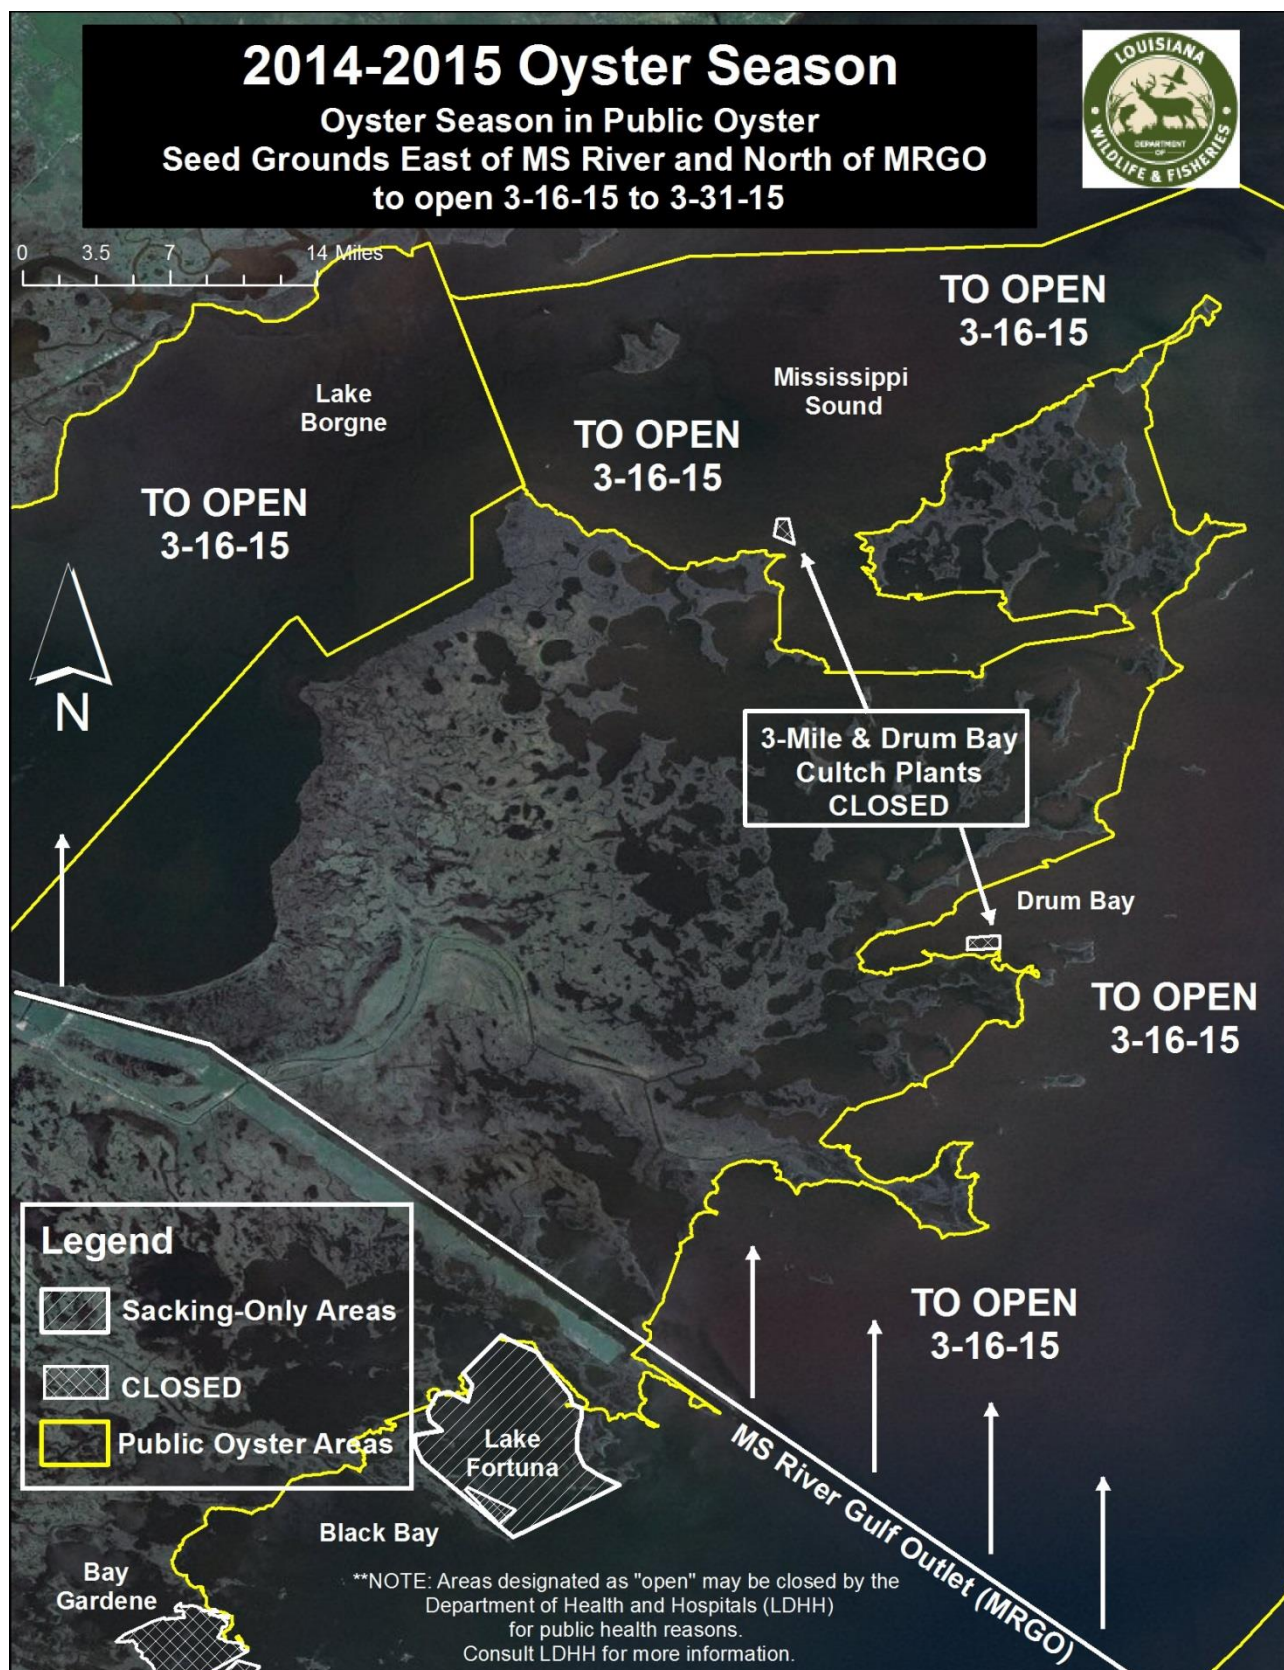 2014-2015 Oyster Season
Oyster Season in Public Oyster
Seed Grounds East of MS River and North of MRGO
to open 3-16-15 to 3-31-15
LOUISIANA
DEPARTMENT
OF
WILDLIFE & FISHERIES
0 3.5 7 14 Miles
TO OPEN
3-16-15
Mississippi
Sound
Lake
Borgne
TO OPEN
3-16-15
TO OPEN
3-16-15
N
3-Mile & Drum Bay
Cultch Plants
CLOSED
Drum Bay
TO OPEN
3-16-15
Legend
Sacking-Only Areas
CLOSED
Public Oyster Areas
TO OPEN
3-16-15
Lake
Fortuna
MS River Gulf Outlet (MRGO)
Black Bay
Bay
Gardene
**NOTE: Areas designated as "open" may be closed by the
Department of Health and Hospitals (LDHH)
for public health reasons.
Consult LDHH for more information.